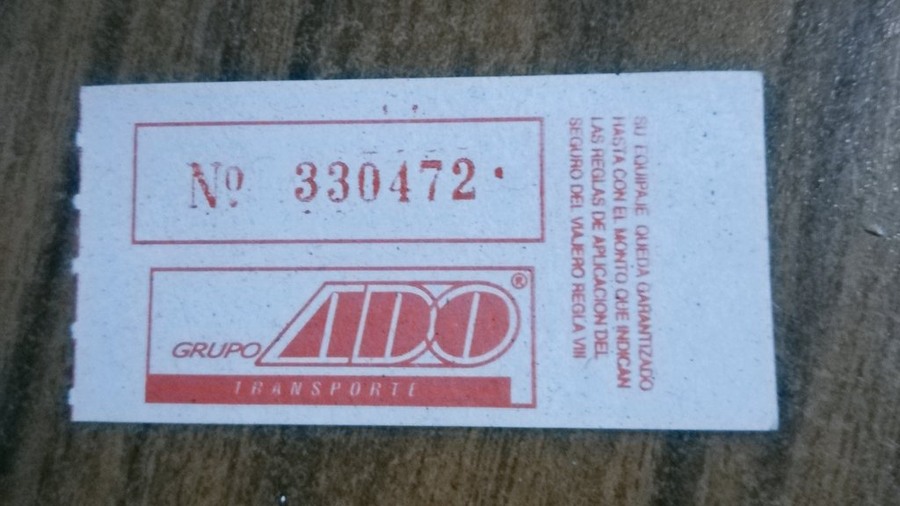 Nº 330472
GRUPO ADO®
TRANSPORTE
SU EQUIPAJE QUEDA GARANTIZADO
HASTA CON EL MONTO QUE INDICAN
LAS REGLAS DE APLICACION DEL
SEGURO DEL VIAJERO REGLA VIII